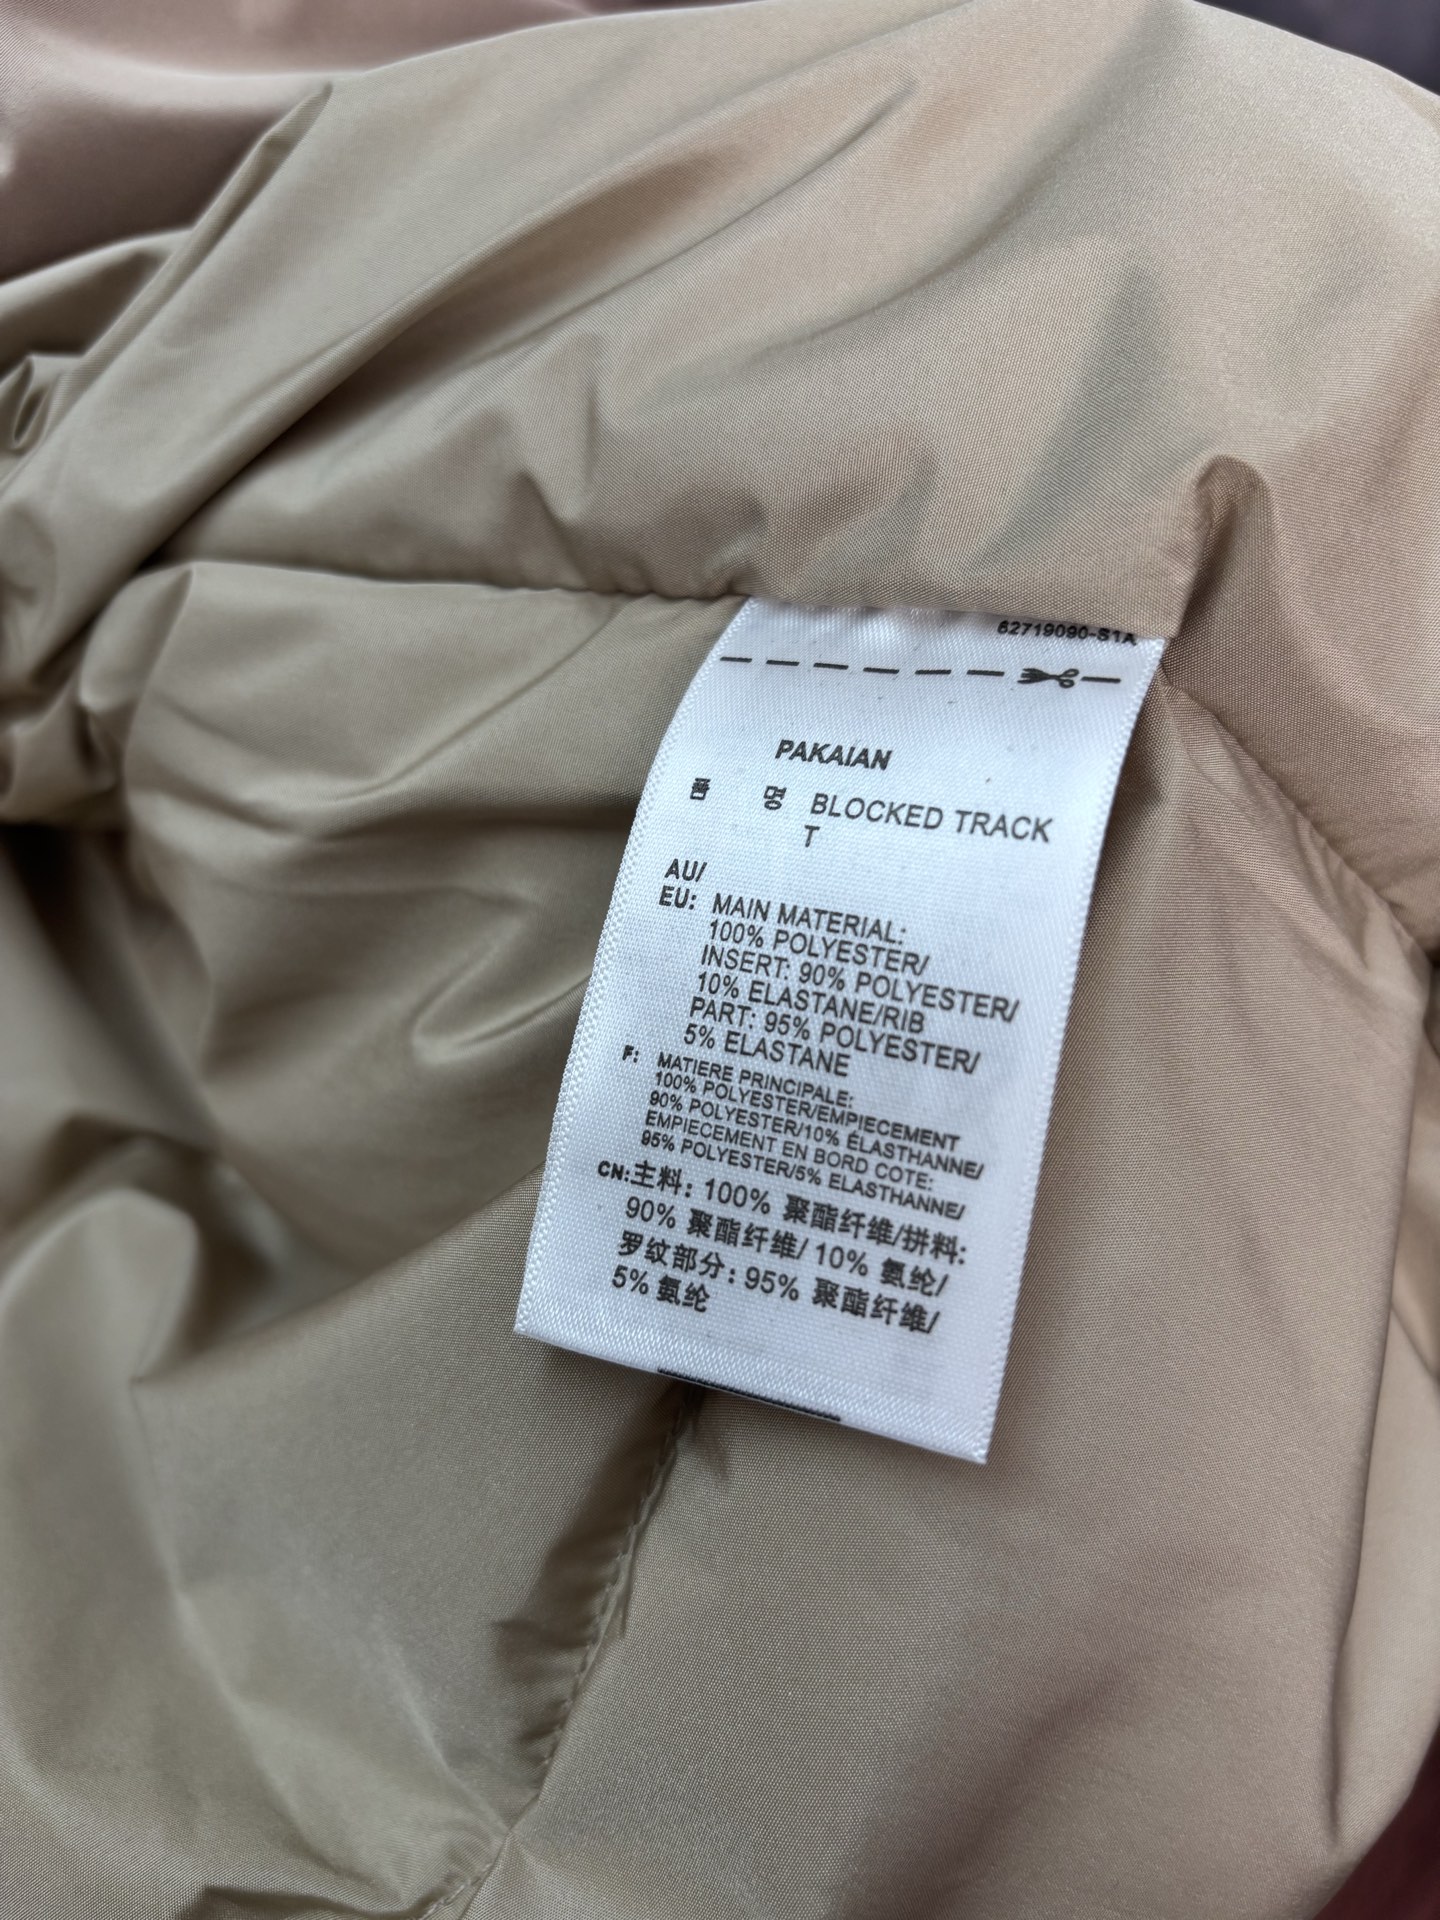 62719090-S1A
PAKAIAN
품 명 BLOCKED TRACK
T
AU/
EU: MAIN MATERIAL:
100% POLYESTER/
INSERT: 90% POLYESTER/
10% ELASTANE/RIB
PART: 95% POLYESTER/
5% ELASTANE
F: MATIERE PRINCIPALE:
100% POLYESTER/EMPIECEMENT
90% POLYESTER/10% ÉLASTHANNE/
EMPIECEMENT EN BORD COTE:
95% POLYESTER/5% ELASTHANNE/
CN:主料: 100% 聚酯纤维/拼料:
90% 聚酯纤维/ 10% 氨纶/
罗纹部分: 95% 聚酯纤维/
5% 氨纶